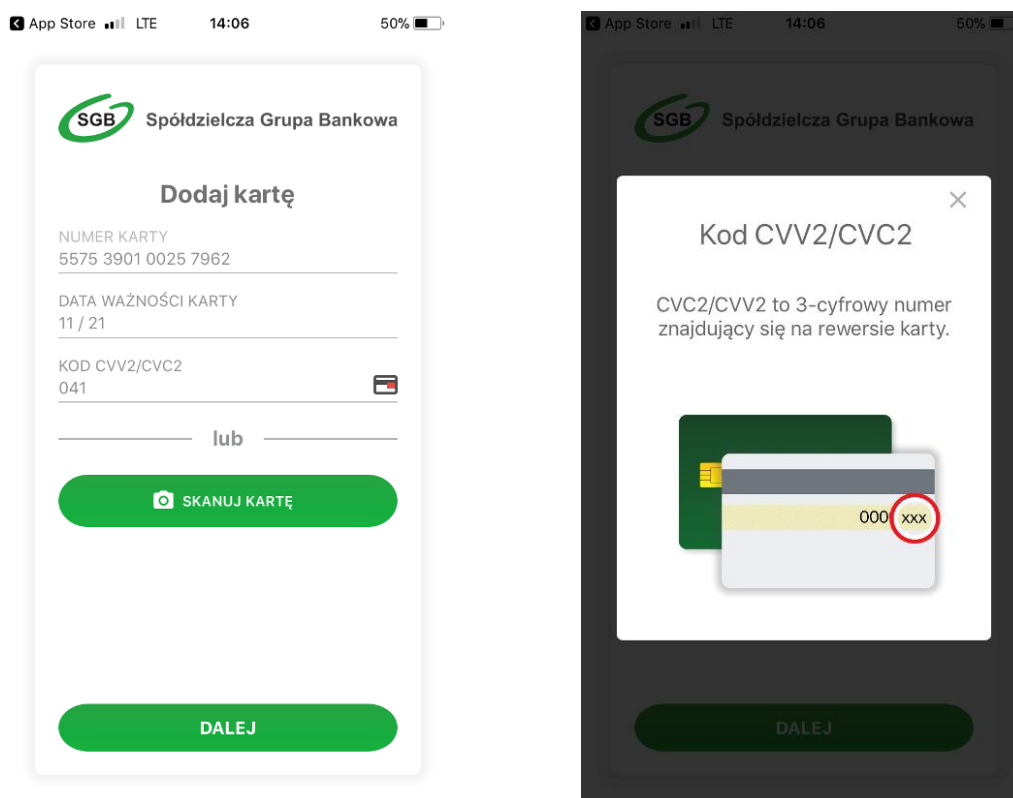 App Store LTE 14:06 50%
SGB Spółdzielcza Grupa Bankowa
Dodaj kartę
NUMER KARTY
5575 3901 0025 7962
DATA WAŻNOŚCI KARTY
11 / 21
KOD CVV2/CVC2
041
lub
SKANUJ KARTĘ
DALEJ
App Store LTE 14:06 50%
SGB Spółdzielcza Grupa Bankowa
Kod CVV2/CVC2
CVC2/CVV2 to 3-cyfrowy numer
znajdujący się na rewersie karty.
000 xxx
DALEJ